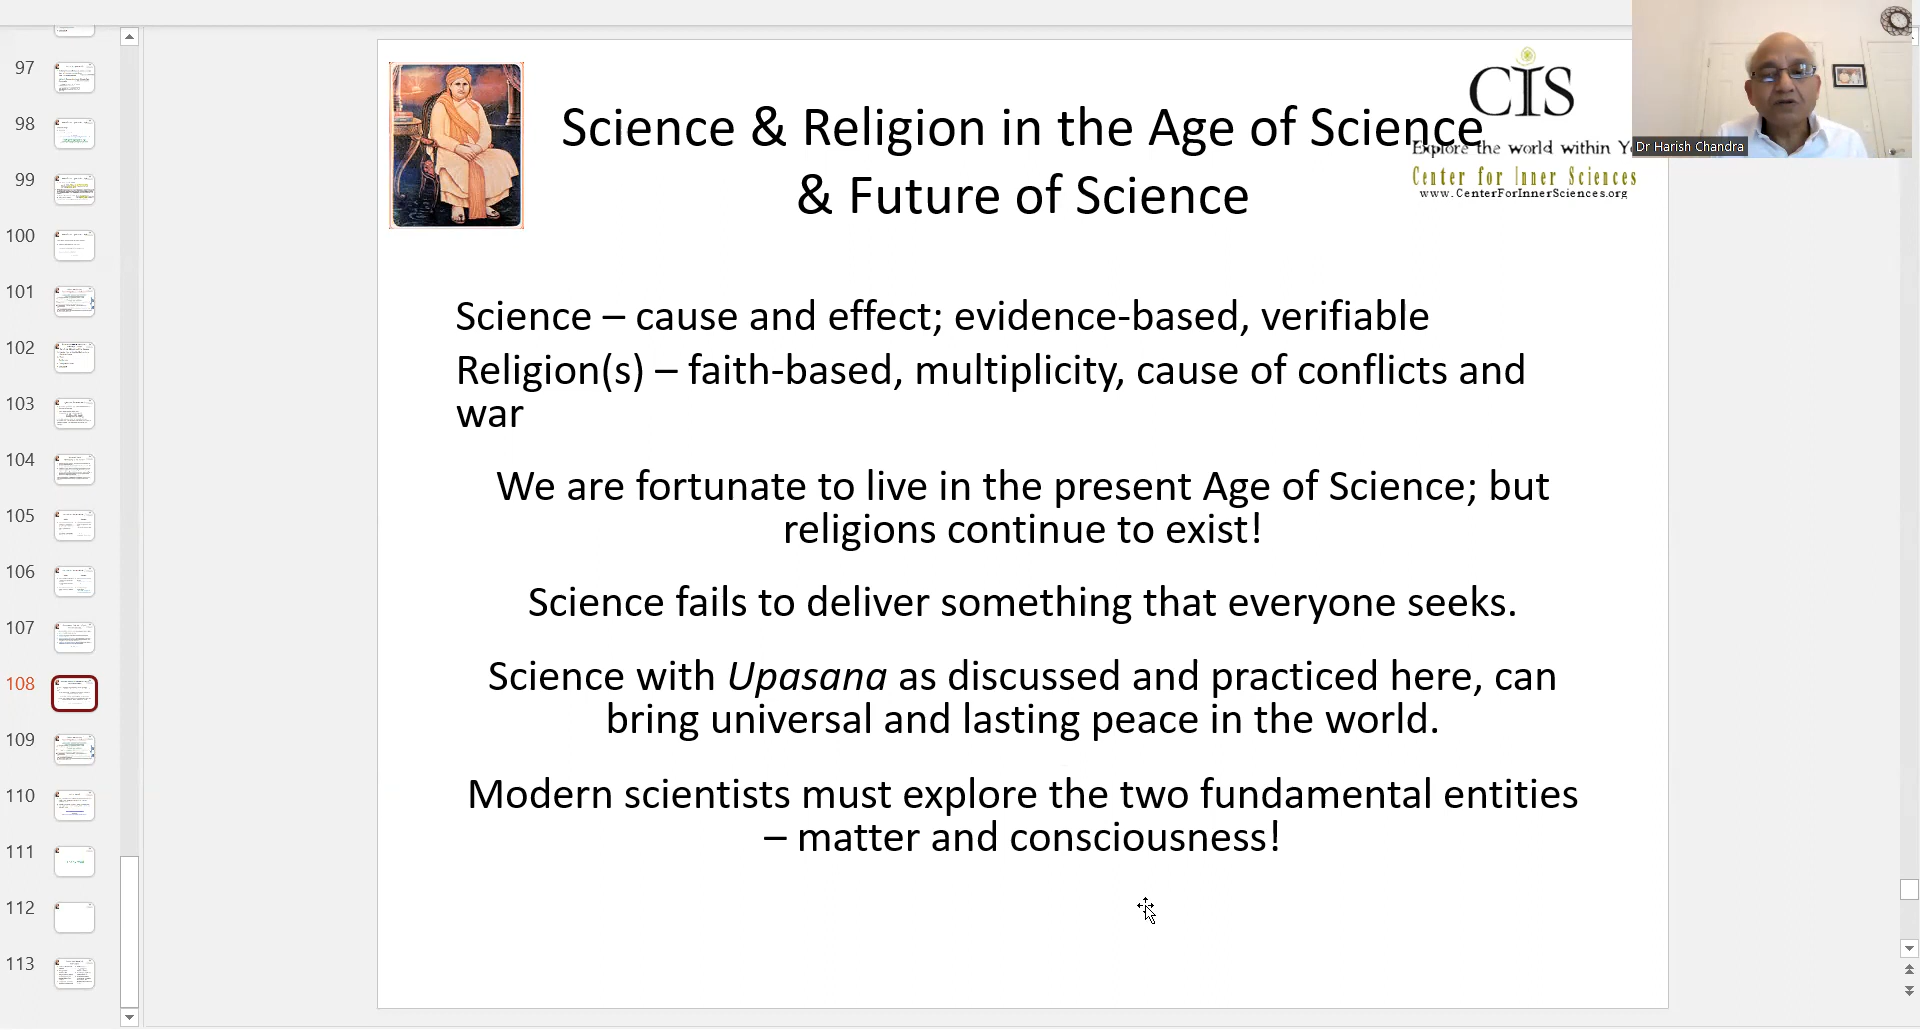 97
98
99
100
101
102
103
104
105
106
107
108
109
110
111
112
113
Science & Religion in the Age of Science
& Future of Science
CIS
Explore the world within Y
Center for Inner Sciences
www.CenterForInnerSciences.org
Dr Harish Chandra
Science – cause and effect; evidence-based, verifiable
Religion(s) – faith-based, multiplicity, cause of conflicts and
war
We are fortunate to live in the present Age of Science; but
religions continue to exist!
Science fails to deliver something that everyone seeks.
Science with Upasana as discussed and practiced here, can
bring universal and lasting peace in the world.
Modern scientists must explore the two fundamental entities
– matter and consciousness!